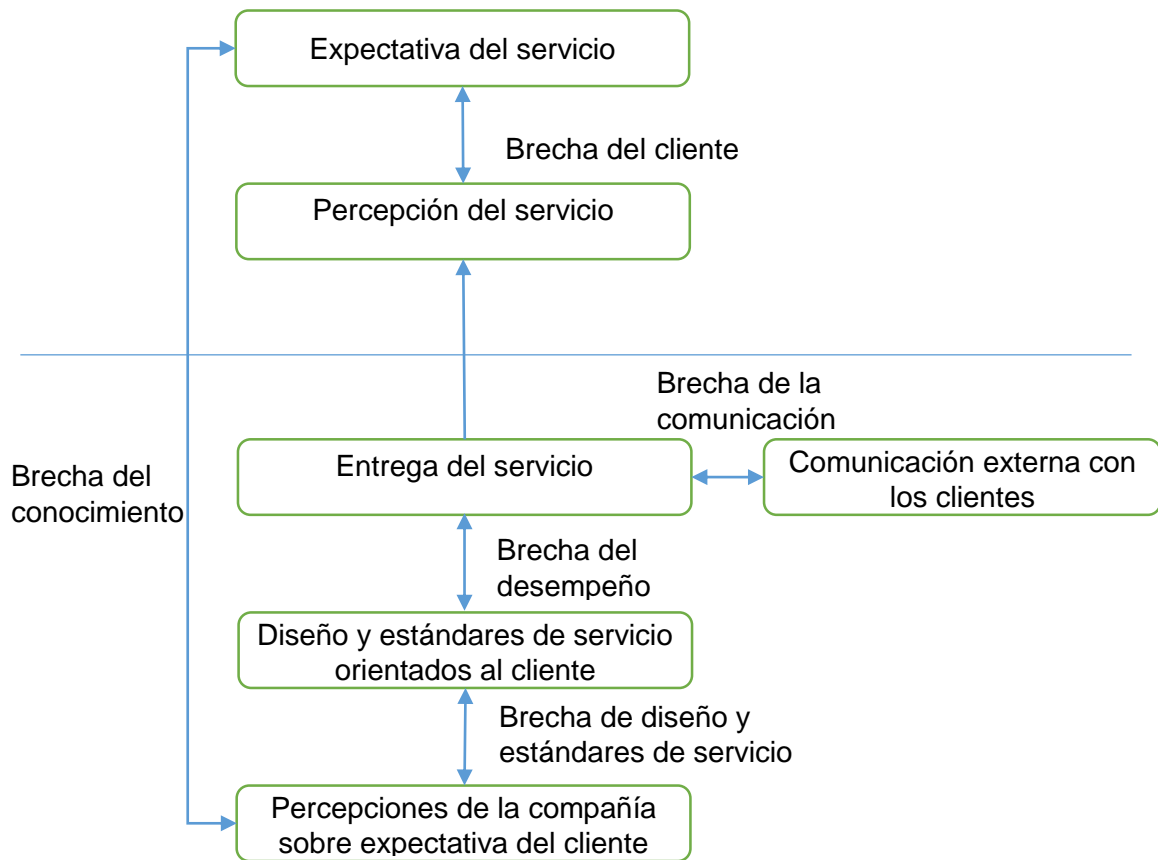 Expectativa del servicio
Brecha del cliente
Percepción del servicio
Brecha de la
comunicación
Entrega del servicio
Comunicación externa con
los clientes
Brecha del
conocimiento
Brecha del
desempeño
Diseño y estándares de servicio
orientados al cliente
Brecha de diseño y
estándares de servicio
Percepciones de la compañía
sobre expectativa del cliente